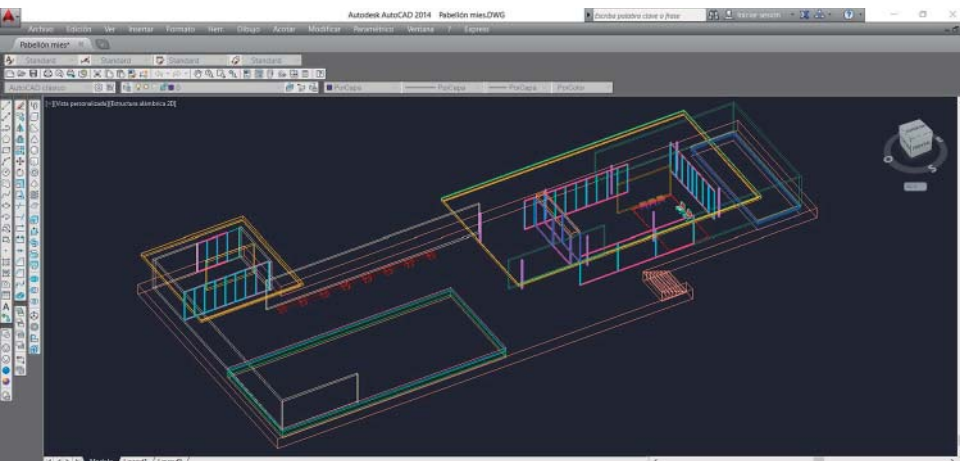 Autodesk AutoCAD 2014 Pabellón mies.DWG
Escriba palabra clave o frase
Iniciar sesión
Archivo Edición Ver Insertar Formato Herr. Dibujo Acotar Modificar Paramétrico Ventana ? Express
Pabellón mies*
Standard Standard Standard Standard
AutoCAD clásico 0 PorCapa PorCapa PorCapa PorColor
[-][Vista personalizada][Estructura alámbrica 2D]
Modelo